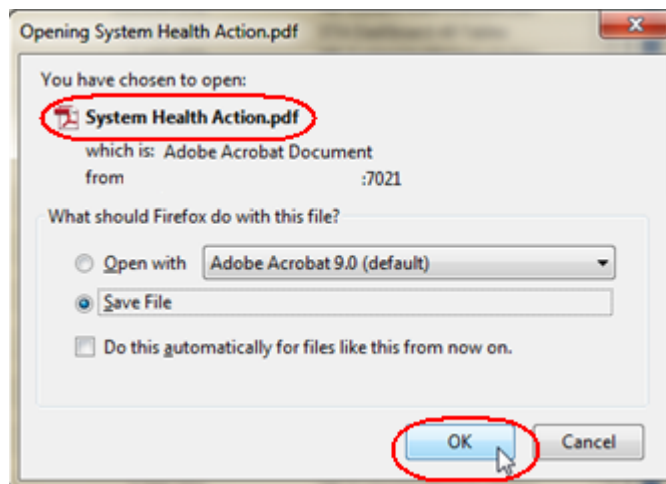 Opening System Health Action.pdf
You have chosen to open:
System Health Action.pdf
which is: Adobe Acrobat Document
from :7021
What should Firefox do with this file?
Open with Adobe Acrobat 9.0 (default)
Save File
Do this automatically for files like this from now on.
OK Cancel